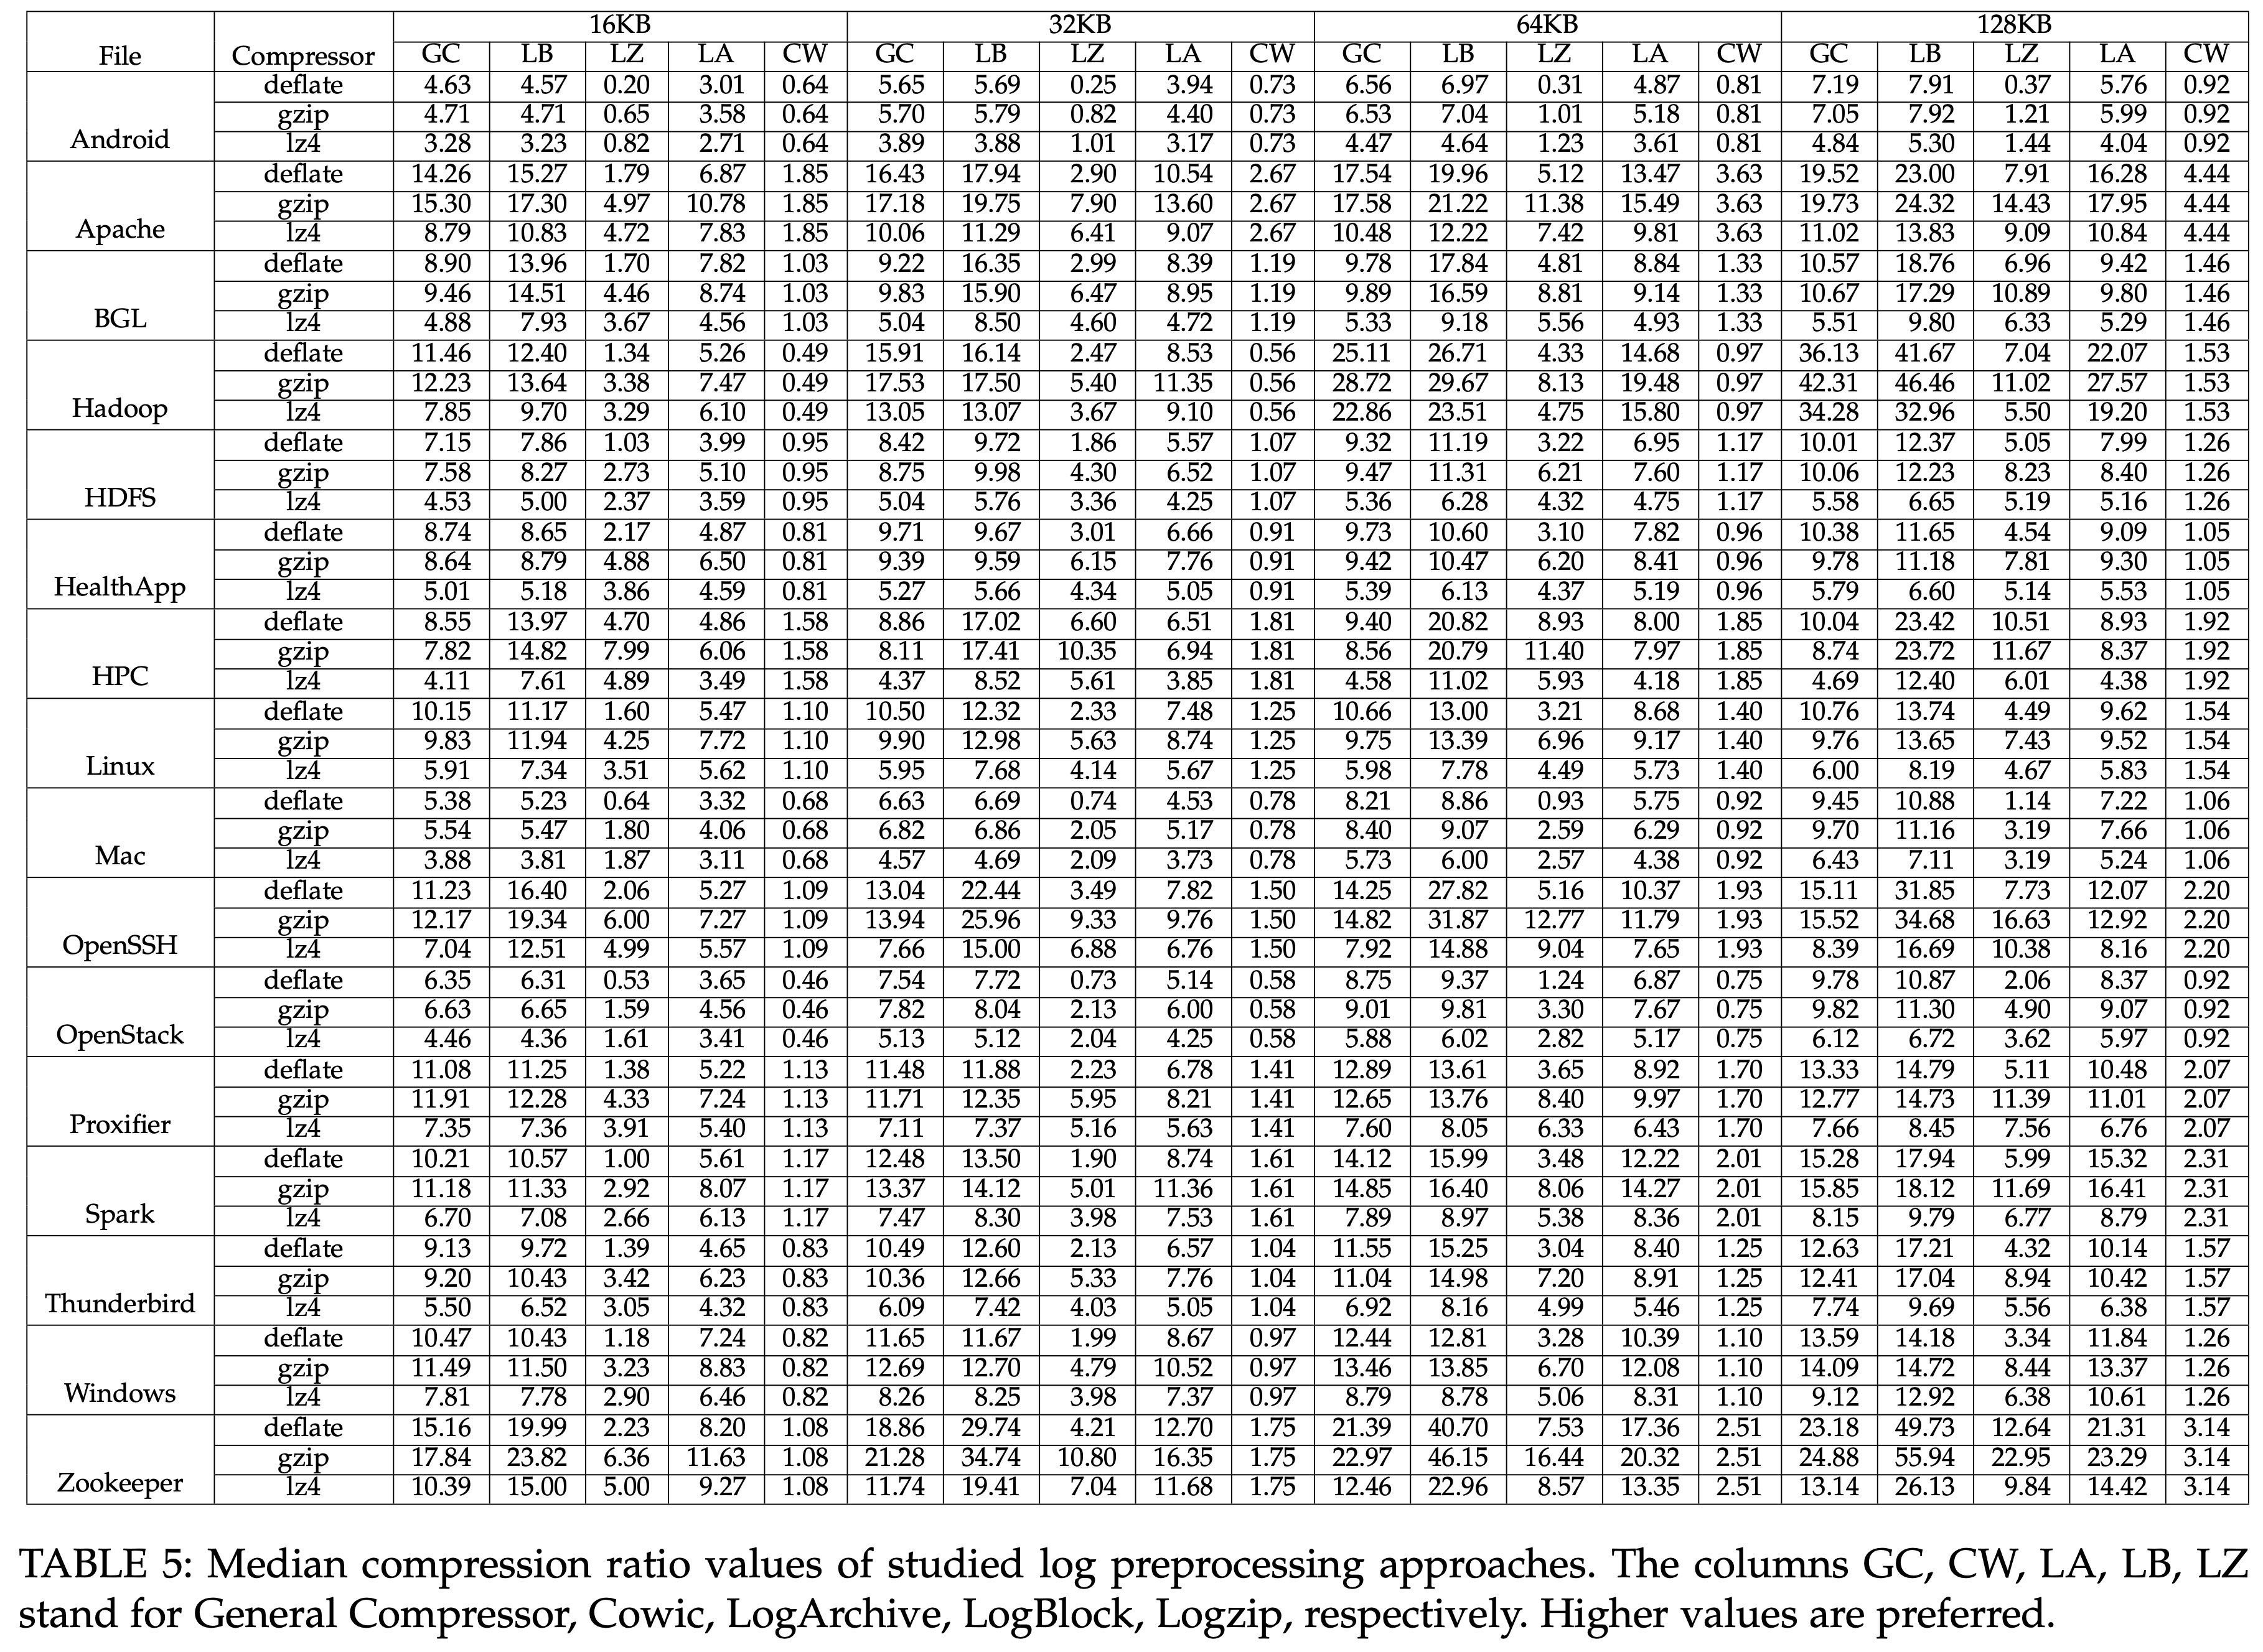 File Compressor 16KB 32KB 64KB 128KB
GC LB LZ LA CW GC LB LZ LA CW GC LB LZ LA CW GC LB LZ LA CW
Android deflate 4.63 4.57 0.20 3.01 0.64 5.65 5.69 0.25 3.94 0.73 6.56 6.97 0.31 4.87 0.81 7.19 7.91 0.37 5.76 0.92
gzip 4.71 4.71 0.65 3.58 0.64 5.70 5.79 0.82 4.40 0.73 6.53 7.04 1.01 5.18 0.81 7.05 7.92 1.21 5.99 0.92
lz4 3.28 3.23 0.82 2.71 0.64 3.89 3.88 1.01 3.17 0.73 4.47 4.64 1.23 3.61 0.81 4.84 5.30 1.44 4.04 0.92
Apache deflate 14.26 15.27 1.79 6.87 1.85 16.43 17.94 2.90 10.54 2.67 17.54 19.96 5.12 13.47 3.63 19.52 23.00 7.91 16.28 4.44
gzip 15.30 17.30 4.97 10.78 1.85 17.18 19.75 7.90 13.60 2.67 17.58 21.22 11.38 15.49 3.63 19.73 24.32 14.43 17.95 4.44
lz4 8.79 10.83 4.72 7.83 1.85 10.06 11.29 6.41 9.07 2.67 10.48 12.22 7.42 9.81 3.63 11.02 13.83 9.09 10.84 4.44
BGL deflate 8.90 13.96 1.70 7.82 1.03 9.22 16.35 2.99 8.39 1.19 9.78 17.84 4.81 8.84 1.33 10.57 18.76 6.96 9.42 1.46
gzip 9.46 14.51 4.46 8.74 1.03 9.83 15.90 6.47 8.95 1.19 9.89 16.59 8.81 9.14 1.33 10.67 17.29 10.89 9.80 1.46
lz4 4.88 7.93 3.67 4.56 1.03 5.04 8.50 4.60 4.72 1.19 5.33 9.18 5.56 4.93 1.33 5.51 9.80 6.33 5.29 1.46
Hadoop deflate 11.46 12.40 1.34 5.26 0.49 15.91 16.14 2.47 8.53 0.56 25.11 26.71 4.33 14.68 0.97 36.13 41.67 7.04 22.07 1.53
gzip 12.23 13.64 3.38 7.47 0.49 17.53 17.50 5.40 11.35 0.56 28.72 29.67 8.13 19.48 0.97 42.31 46.46 11.02 27.57 1.53
lz4 7.85 9.70 3.29 6.10 0.49 13.05 13.07 3.67 9.10 0.56 22.86 23.51 4.75 15.80 0.97 34.28 32.96 5.50 19.20 1.53
HDFS deflate 7.15 7.86 1.03 3.99 0.95 8.42 9.72 1.86 5.57 1.07 9.32 11.19 3.22 6.95 1.17 10.01 12.37 5.05 7.99 1.26
gzip 7.58 8.27 2.73 5.10 0.95 8.75 9.98 4.30 6.52 1.07 9.47 11.31 6.21 7.60 1.17 10.06 12.23 8.23 8.40 1.26
lz4 4.53 5.00 2.37 3.59 0.95 5.04 5.76 3.36 4.25 1.07 5.36 6.28 4.32 4.75 1.17 5.58 6.65 5.19 5.16 1.26
HealthApp deflate 8.74 8.65 2.17 4.87 0.81 9.71 9.67 3.01 6.66 0.91 9.73 10.60 3.10 7.82 0.96 10.38 11.65 4.54 9.09 1.05
gzip 8.64 8.79 4.88 6.50 0.81 9.39 9.59 6.15 7.76 0.91 9.42 10.47 6.20 8.41 0.96 9.78 11.18 7.81 9.30 1.05
lz4 5.01 5.18 3.86 4.59 0.81 5.27 5.66 4.34 5.05 0.91 5.39 6.13 4.37 5.19 0.96 5.79 6.60 5.14 5.53 1.05
HPC deflate 8.55 13.97 4.70 4.86 1.58 8.86 17.02 6.60 6.51 1.81 9.40 20.82 8.93 8.00 1.85 10.04 23.42 10.51 8.93 1.92
gzip 7.82 14.82 7.99 6.06 1.58 8.11 17.41 10.35 6.94 1.81 8.56 20.79 11.40 7.97 1.85 8.74 23.72 11.67 8.37 1.92
lz4 4.11 7.61 4.89 3.49 1.58 4.37 8.52 5.61 3.85 1.81 4.58 11.02 5.93 4.18 1.85 4.69 12.40 6.01 4.38 1.92
Linux deflate 10.15 11.17 1.60 5.47 1.10 10.50 12.32 2.33 7.48 1.25 10.66 13.00 3.21 8.68 1.40 10.76 13.74 4.49 9.62 1.54
gzip 9.83 11.94 4.25 7.72 1.10 9.90 12.98 5.63 8.74 1.25 9.75 13.39 6.96 9.17 1.40 9.76 13.65 7.43 9.52 1.54
lz4 5.91 7.34 3.51 5.62 1.10 5.95 7.68 4.14 5.67 1.25 5.98 7.78 4.49 5.73 1.40 6.00 8.19 4.67 5.83 1.54
Mac deflate 5.38 5.23 0.64 3.32 0.68 6.63 6.69 0.74 4.53 0.78 8.21 8.86 0.93 5.75 0.92 9.45 10.88 1.14 7.22 1.06
gzip 5.54 5.47 1.80 4.06 0.68 6.82 6.86 2.05 5.17 0.78 8.40 9.07 2.59 6.29 0.92 9.70 11.16 3.19 7.66 1.06
lz4 3.88 3.81 1.87 3.11 0.68 4.57 4.69 2.09 3.73 0.78 5.73 6.00 2.57 4.38 0.92 6.43 7.11 3.19 5.24 1.06
OpenSSH deflate 11.23 16.40 2.06 5.27 1.09 13.04 22.44 3.49 7.82 1.50 14.25 27.82 5.16 10.37 1.93 15.11 31.85 7.73 12.07 2.20
gzip 12.17 19.34 6.00 7.27 1.09 13.94 25.96 9.33 9.76 1.50 14.82 31.87 12.77 11.79 1.93 15.52 34.68 16.63 12.92 2.20
lz4 7.04 12.51 4.99 5.57 1.09 7.66 15.00 6.88 6.76 1.50 7.92 14.88 9.04 7.65 1.93 8.39 16.69 10.38 8.16 2.20
OpenStack deflate 6.35 6.31 0.53 3.65 0.46 7.54 7.72 0.73 5.14 0.58 8.75 9.37 1.24 6.87 0.75 9.78 10.87 2.06 8.37 0.92
gzip 6.63 6.65 1.59 4.56 0.46 7.82 8.04 2.13 6.00 0.58 9.01 9.81 3.30 7.67 0.75 9.82 11.30 4.90 9.07 0.92
lz4 4.46 4.36 1.61 3.41 0.46 5.13 5.12 2.04 4.25 0.58 5.88 6.02 2.82 5.17 0.75 6.12 6.72 3.62 5.97 0.92
Proxifier deflate 11.08 11.25 1.38 5.22 1.13 11.48 11.88 2.23 6.78 1.41 12.89 13.61 3.65 8.92 1.70 13.33 14.79 5.11 10.48 2.07
gzip 11.91 12.28 4.33 7.24 1.13 11.71 12.35 5.95 8.21 1.41 12.65 13.76 8.40 9.97 1.70 12.77 14.73 11.39 11.01 2.07
lz4 7.35 7.36 3.91 5.40 1.13 7.11 7.37 5.16 5.63 1.41 7.60 8.05 6.33 6.43 1.70 7.66 8.45 7.56 6.76 2.07
Spark deflate 10.21 10.57 1.00 5.61 1.17 12.48 13.50 1.90 8.74 1.61 14.12 15.99 3.48 12.22 2.01 15.28 17.94 5.99 15.32 2.31
gzip 11.18 11.33 2.92 8.07 1.17 13.37 14.12 5.01 11.36 1.61 14.85 16.40 8.06 14.27 2.01 15.85 18.12 11.69 16.41 2.31
lz4 6.70 7.08 2.66 6.13 1.17 7.47 8.30 3.98 7.53 1.61 7.89 8.97 5.38 8.36 2.01 8.15 9.79 6.77 8.79 2.31
Thunderbird deflate 9.13 9.72 1.39 4.65 0.83 10.49 12.60 2.13 6.57 1.04 11.55 15.25 3.04 8.40 1.25 12.63 17.21 4.32 10.14 1.57
gzip 9.20 10.43 3.42 6.23 0.83 10.36 12.66 5.33 7.76 1.04 11.04 14.98 7.20 8.91 1.25 12.41 17.04 8.94 10.42 1.57
lz4 5.50 6.52 3.05 4.32 0.83 6.09 7.42 4.03 5.05 1.04 6.92 8.16 4.99 5.46 1.25 7.74 9.69 5.56 6.38 1.57
Windows deflate 10.47 10.43 1.18 7.24 0.82 11.65 11.67 1.99 8.67 0.97 12.44 12.81 3.28 10.39 1.10 13.59 14.18 3.34 11.84 1.26
gzip 11.49 11.50 3.23 8.83 0.82 12.69 12.70 4.79 10.52 0.97 13.46 13.85 6.70 12.08 1.10 14.09 14.72 8.44 13.37 1.26
lz4 7.81 7.78 2.90 6.46 0.82 8.26 8.25 3.98 7.37 0.97 8.79 8.78 5.06 8.31 1.10 9.12 12.92 6.38 10.61 1.26
Zookeeper deflate 15.16 19.99 2.23 8.20 1.08 18.86 29.74 4.21 12.70 1.75 21.39 40.70 7.53 17.36 2.51 23.18 49.73 12.64 21.31 3.14
gzip 17.84 23.82 6.36 11.63 1.08 21.28 34.74 10.80 16.35 1.75 22.97 46.15 16.44 20.32 2.51 24.88 55.94 22.95 23.29 3.14
lz4 10.39 15.00 5.00 9.27 1.08 11.74 19.41 7.04 11.68 1.75 12.46 22.96 8.57 13.35 2.51 13.14 26.13 9.84 14.42 3.14
TABLE 5: Median compression ratio values of studied log preprocessing approaches. The columns GC, CW, LA, LB, LZ
stand for General Compressor, Cowic, LogArchive, LogBlock, Logzip, respectively. Higher values are preferred.